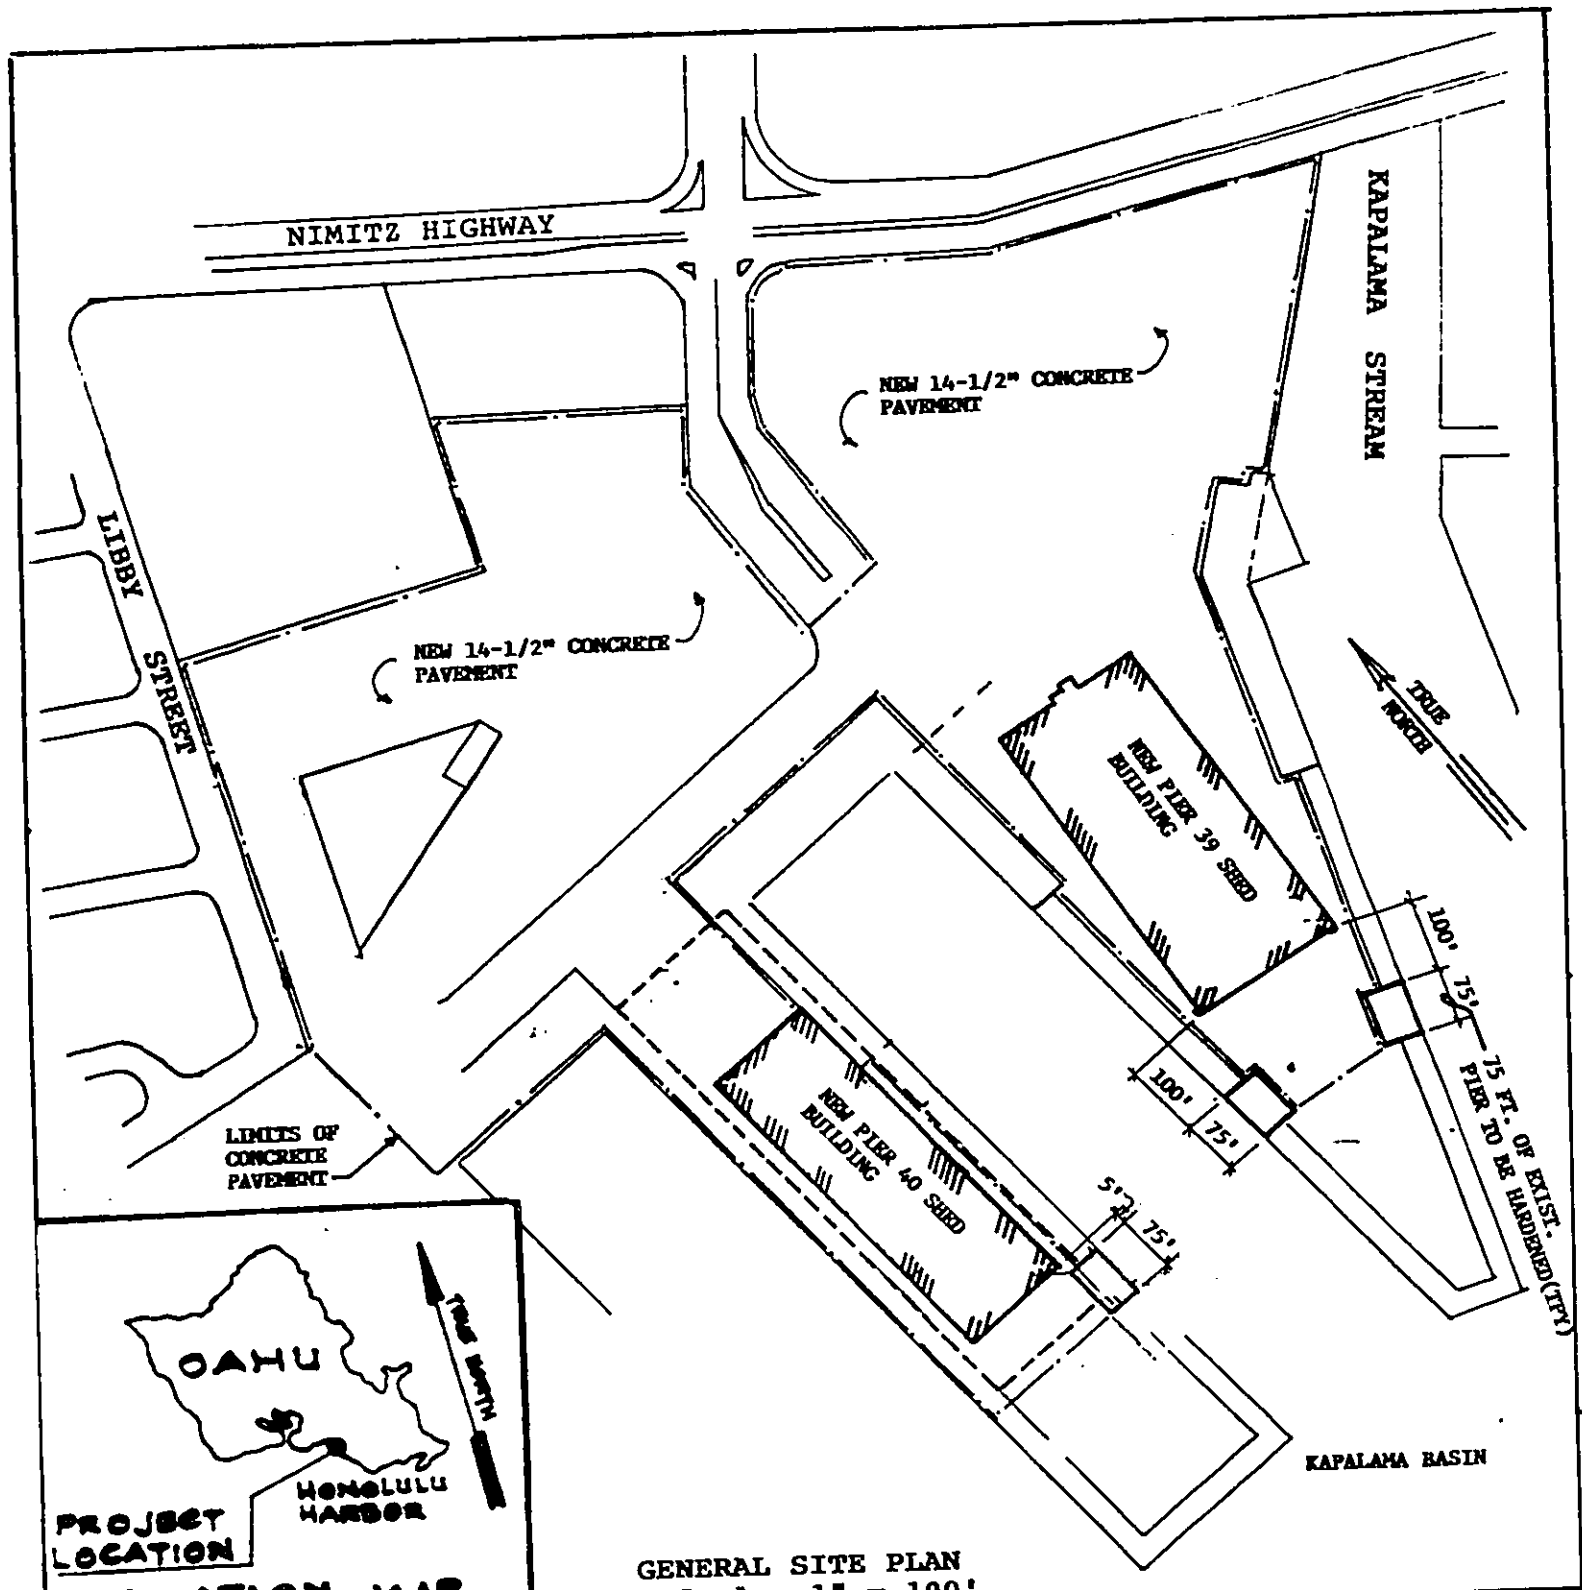 NIMITZ HIGHWAY
KAPALAMA STREAM
NEW 14-1/2" CONCRETE
PAVEMENT
LIBBY STREET
NEW 14-1/2" CONCRETE
PAVEMENT
TRUE
NORTH
NEW PIER 39 SHED
BUILDING
100'
75'
75 FT. OF EXIST.
PIER TO BE HARDENED(TPY)
100'
75'
NEW PIER 40 SHED
BUILDING
5'
75'
LIMITS OF
CONCRETE
PAVEMENT
TRUE NORTH
OAHU
HONOLULU
HARBOR
PROJECT
LOCATION
KAPALAMA BASIN
GENERAL SITE PLAN